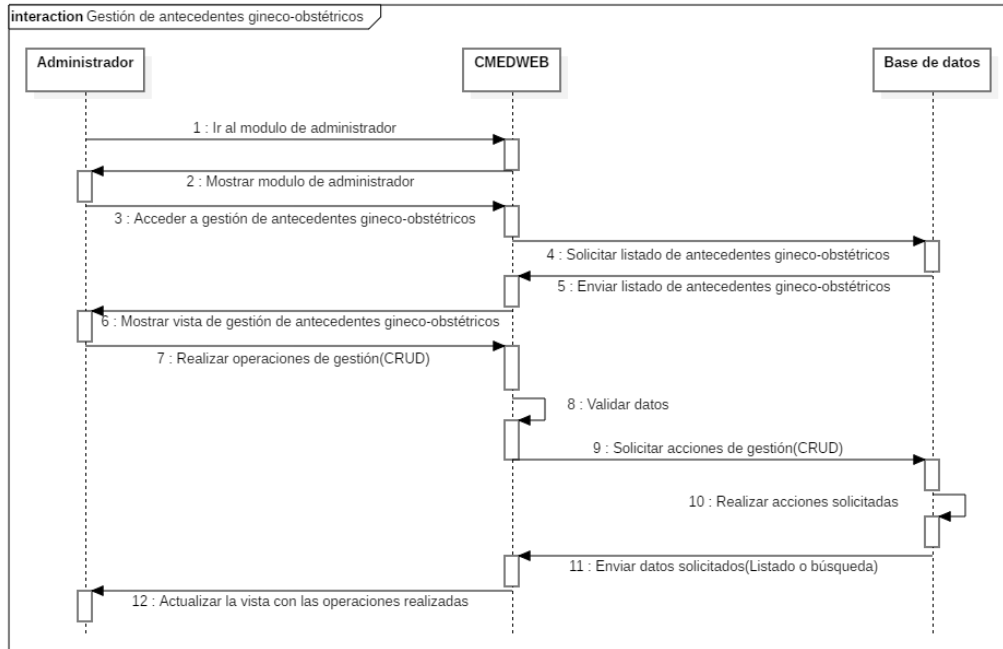 interaction Gestión de antecedentes gineco-obstétricos
Administrador
CMEDWEB
Base de datos
1 : Ir al modulo de administrador
2 : Mostrar modulo de administrador
3 : Acceder a gestión de antecedentes gineco-obstétricos
4 : Solicitar listado de antecedentes gineco-obstétricos
5 : Enviar listado de antecedentes gineco-obstétricos
6 : Mostrar vista de gestión de antecedentes gineco-obstétricos
7 : Realizar operaciones de gestión(CRUD)
8 : Validar datos
9 : Solicitar acciones de gestión(CRUD)
10 : Realizar acciones solicitadas
11 : Enviar datos solicitados(Listado o búsqueda)
12 : Actualizar la vista con las operaciones realizadas